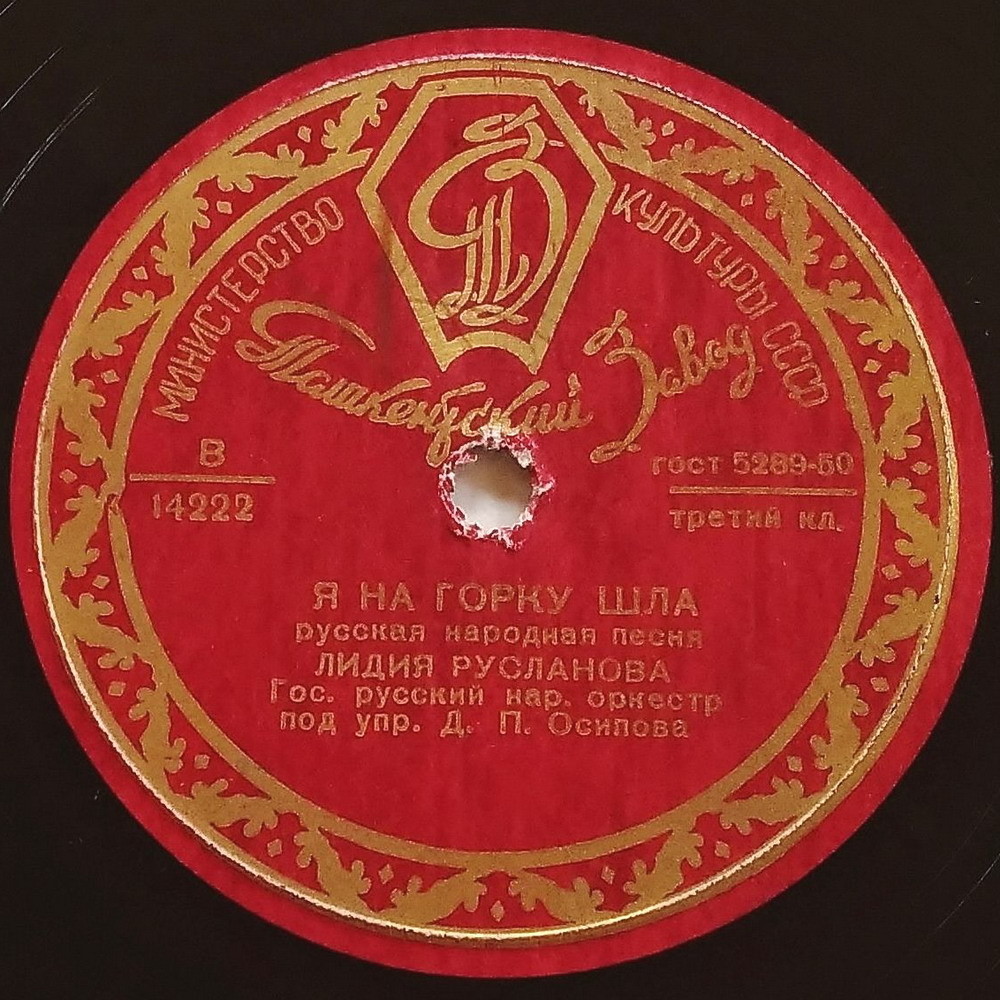 МИНИСТЕРСТВО КУЛЬТУРЫ СССР
Ташкентский Завод
В
14222
гост 5289-50
третий кл.
Я НА ГОРКУ ШЛА
русская народная песня
ЛИДИЯ РУСЛАНОВА
Гос. русский нар. оркестр
под упр. Д. П. Осипова